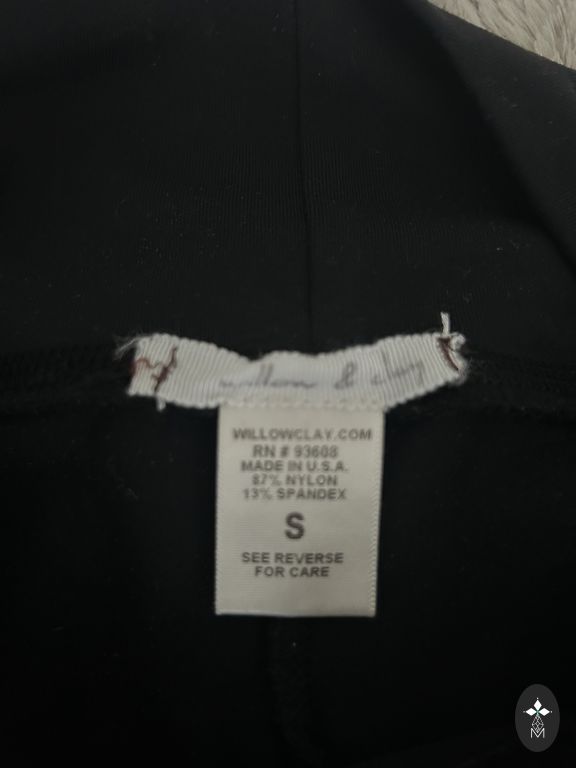 willow & clay
WILLOWCLAY.COM
RN # 93608
MADE IN U.S.A.
87% NYLON
13% SPANDEX
S
SEE REVERSE
FOR CARE
M